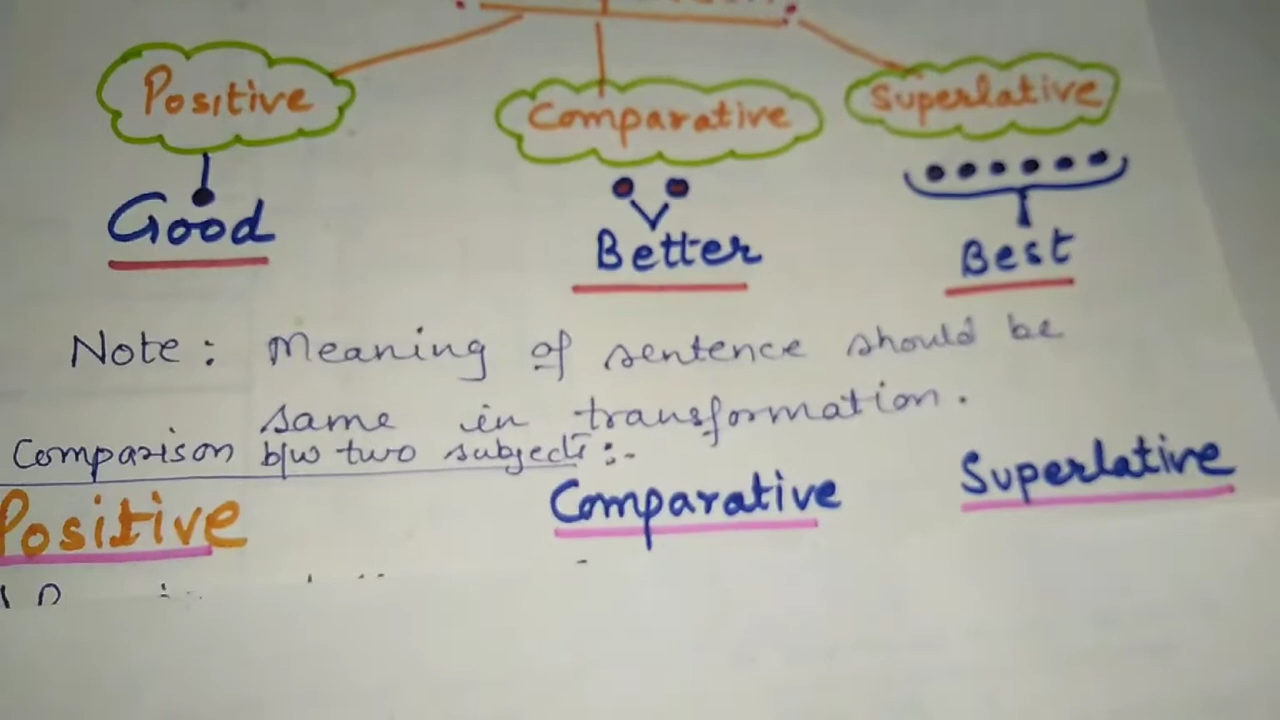 Positive
Comparative
Superlative
Good
Better
Best
Note: Meaning of sentence should be
same in transformation.
Comparison b/w two subjects:-
Positive
Comparative
Superlative